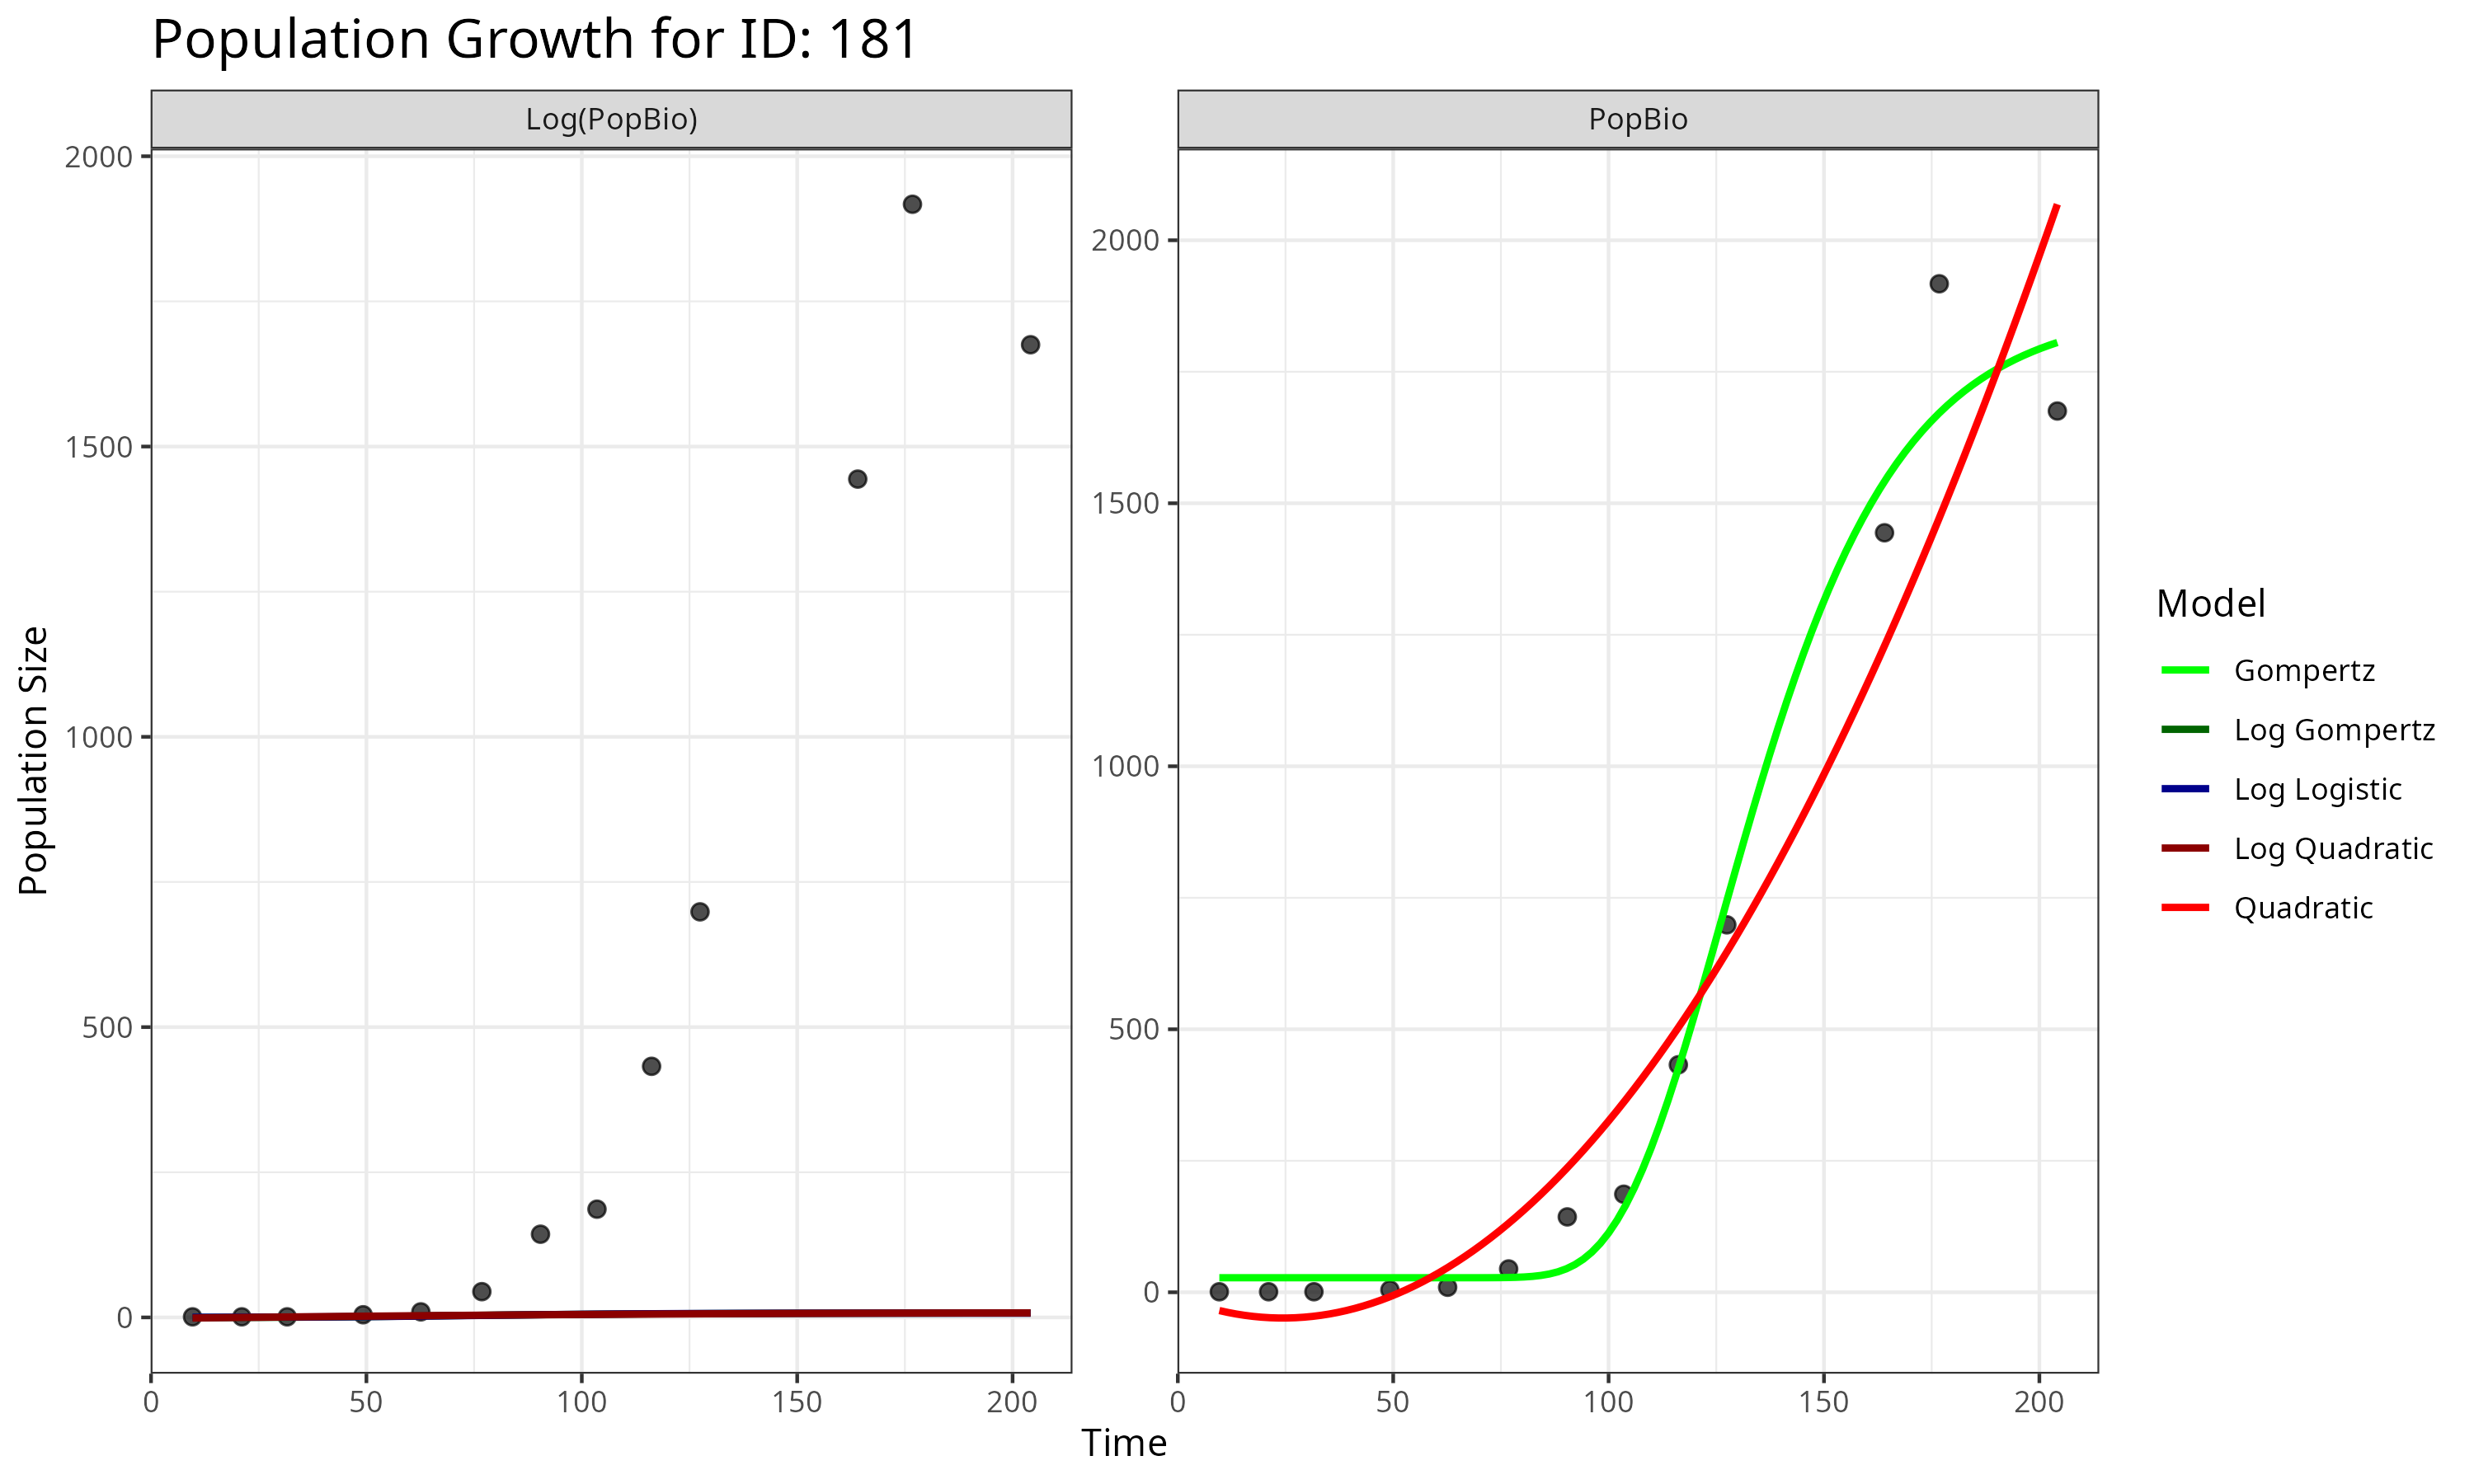 Population Growth for ID: 181
Log(PopBio)
PopBio
Population Size
2000
1500
1000
500
0
2000
1500
1000
500
0
0 50 100 150 200
0 50 100 150 200
Time
Model
Gompertz
Log Gompertz
Log Logistic
Log Quadratic
Quadratic